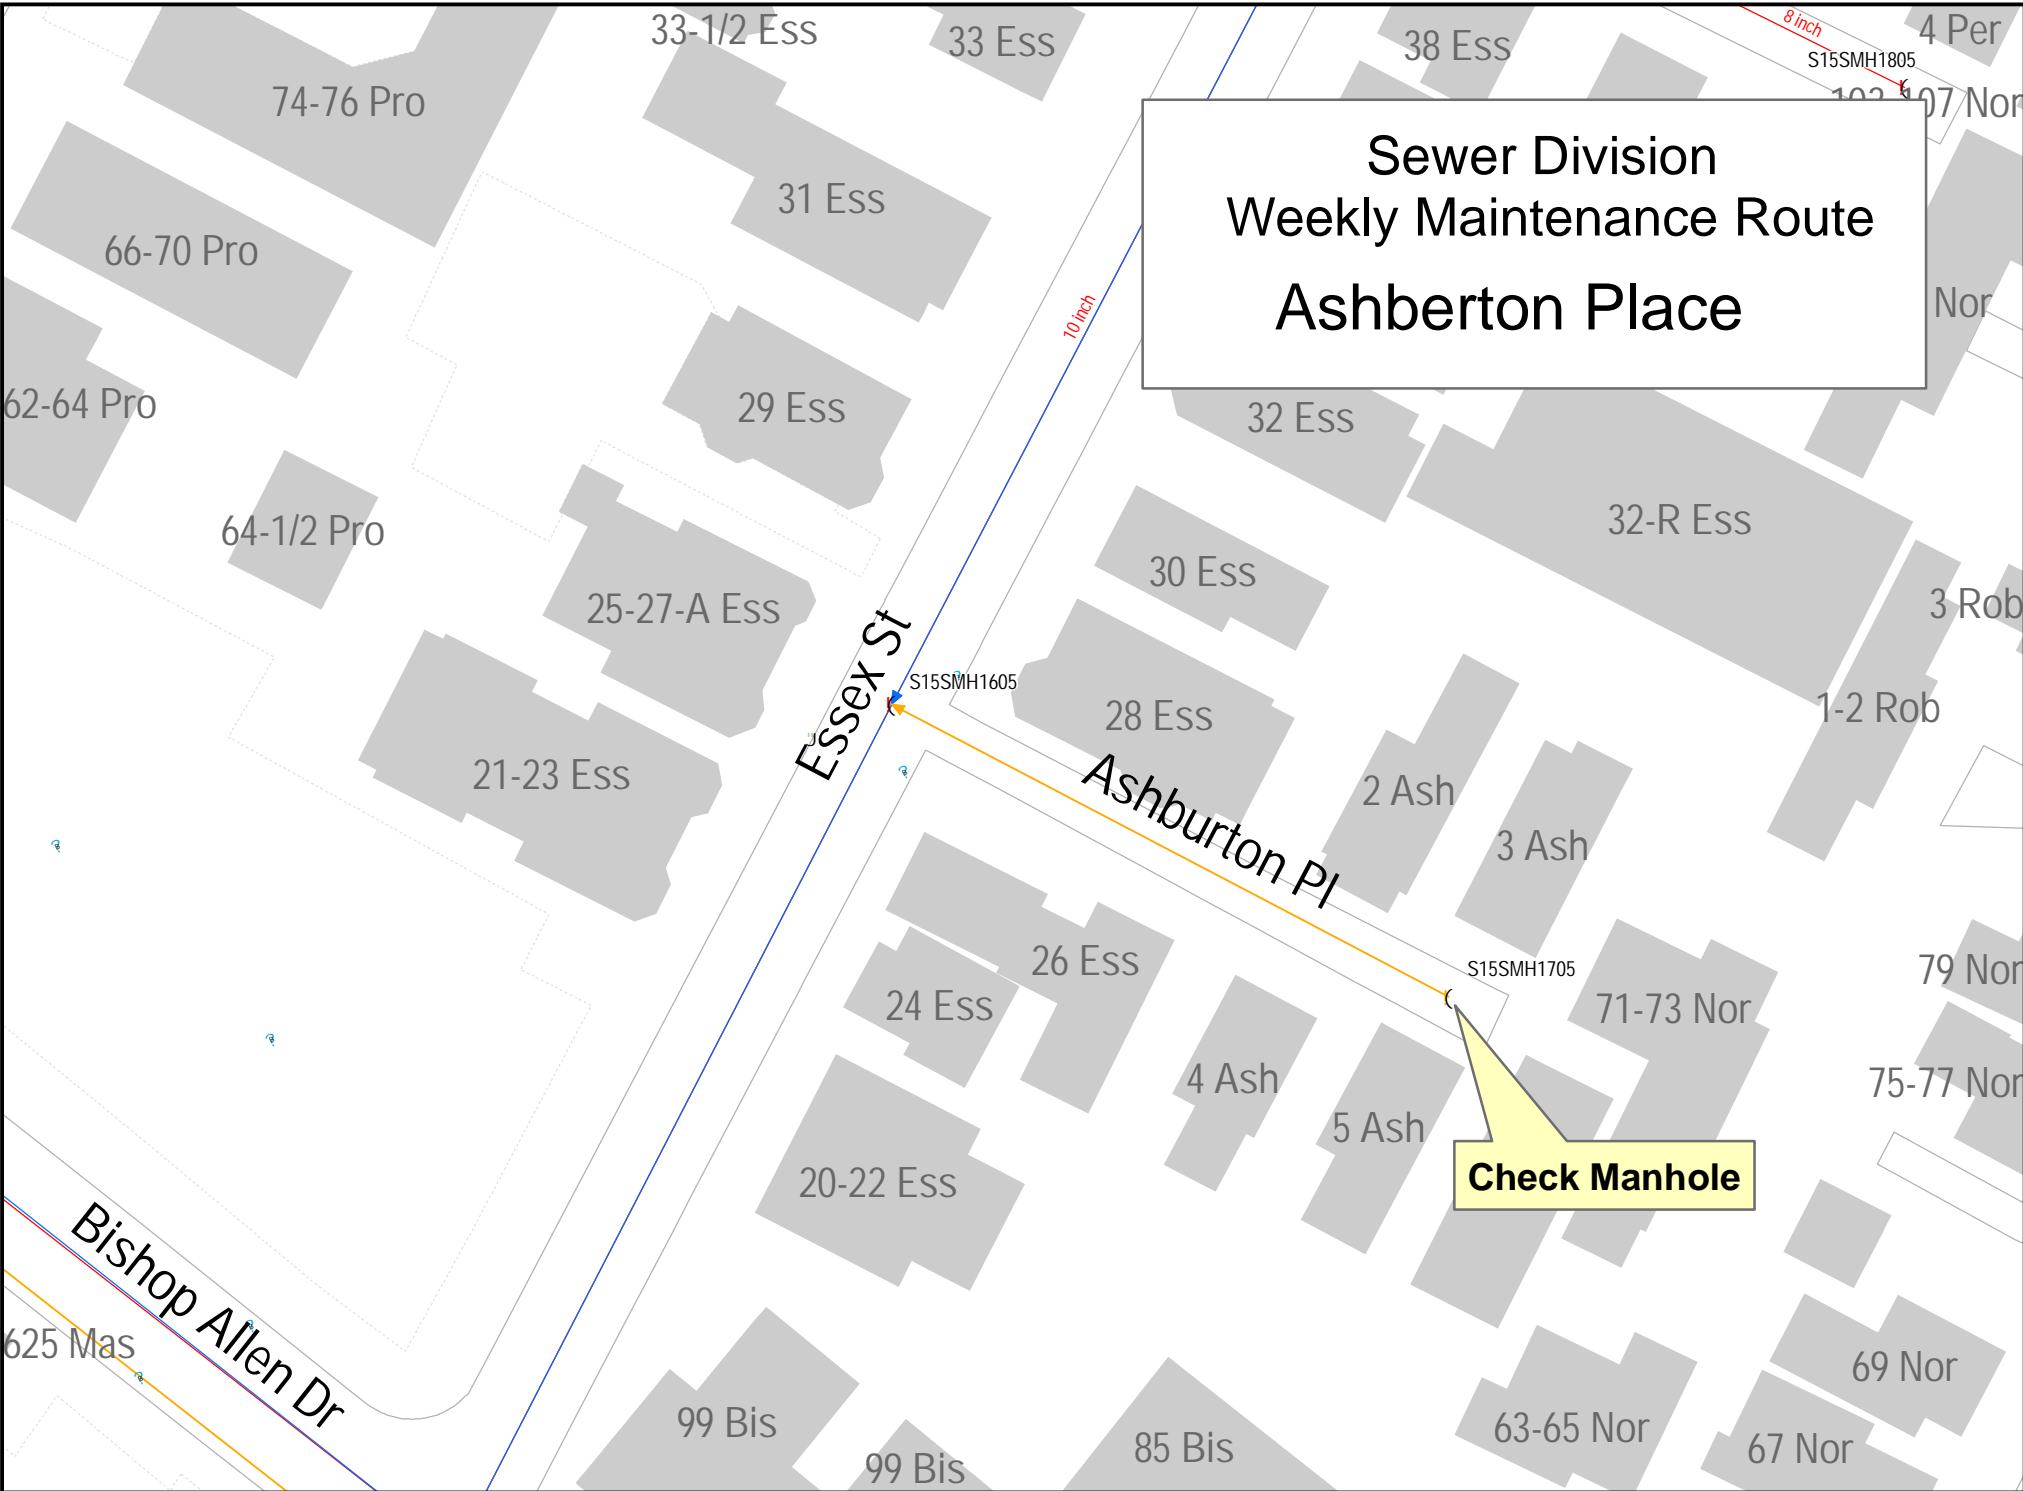 33-1/2 Ess
33 Ess
38 Ess
8 inch
4 Per
S15SMH1805
74-76 Pro
07 Nor
Sewer Division
Weekly Maintenance Route
Ashberton Place
31 Ess
66-70 Pro
Nor
10 inch
62-64 Pro
29 Ess
32 Ess
64-1/2 Pro
32-R Ess
30 Ess
25-27-A Ess
3 Rob
Essex St
S15SMH1605
28 Ess
1-2 Rob
21-23 Ess
Ashburton Pl
2 Ash
3 Ash
26 Ess
S15SMH1705
79 Nor
24 Ess
71-73 Nor
4 Ash
75-77 Nor
5 Ash
20-22 Ess
Check Manhole
Bishop Allen Dr
625 Mas
69 Nor
99 Bis
63-65 Nor
85 Bis
67 Nor
99 Bis